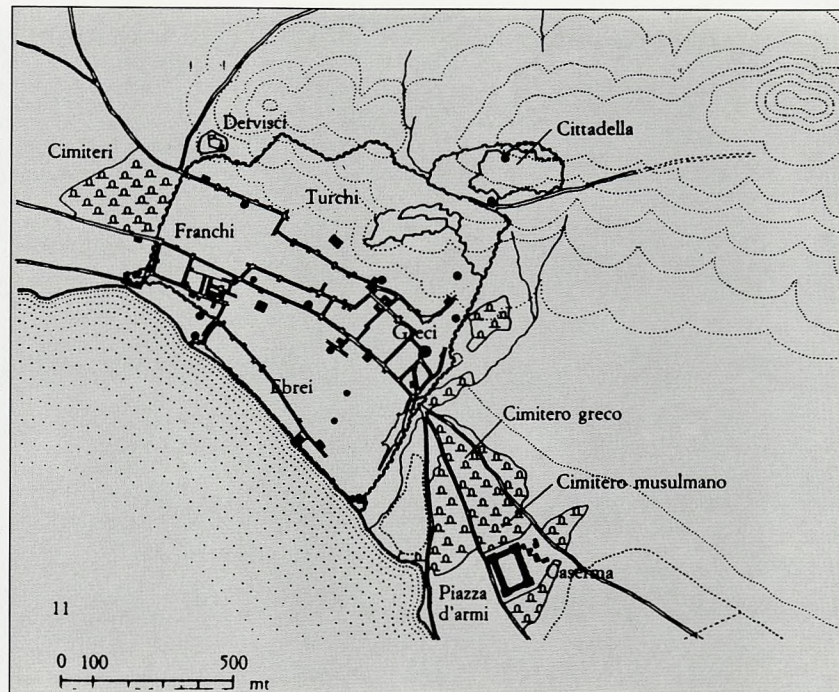 Dervisci
Cittadella
Cimiteri
Turchi
Franchi
Greci
Ebrei
Cimitero greco
Cimitero musulmano
Caserma
Piazza
d'armi
11
0 100 500
mt